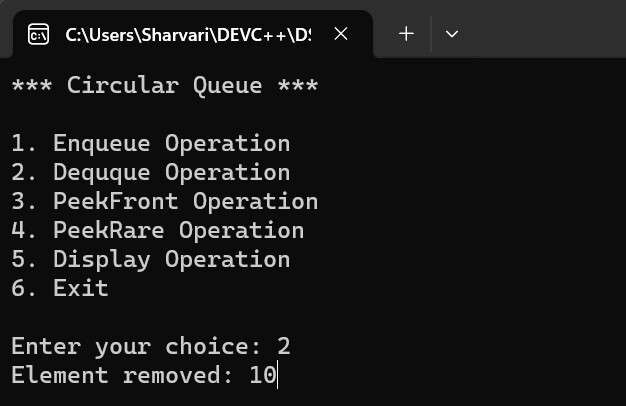 C:\Users\Sharvari\DEVC++\DS
*** Circular Queue ***
1. Enqueue Operation
2. Dequque Operation
3. PeekFront Operation
4. PeekRare Operation
5. Display Operation
6. Exit
Enter your choice: 2
Element removed: 10